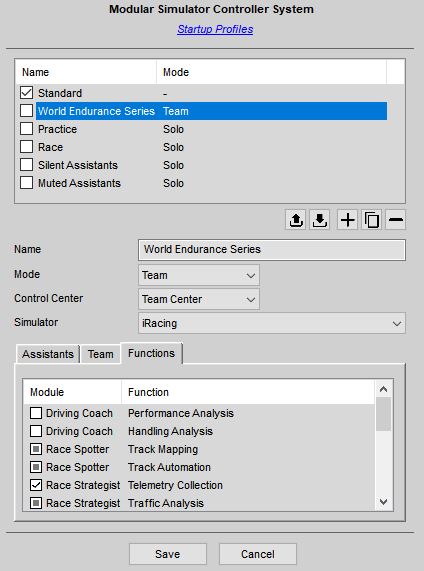 Modular Simulator Controller System
Startup Profiles
Name Mode
Standard -
World Endurance Series Team
Practice Solo
Race Solo
Silent Assistants Solo
Muted Assistants Solo
Name World Endurance Series
Mode Team
Control Center Team Center
Simulator iRacing
Assistants Team Functions
Module Function
Driving Coach Performance Analysis
Driving Coach Handling Analysis
Race Spotter Track Mapping
Race Spotter Track Automation
Race Strategist Telemetry Collection
Race Strategist Traffic Analysis
Save Cancel